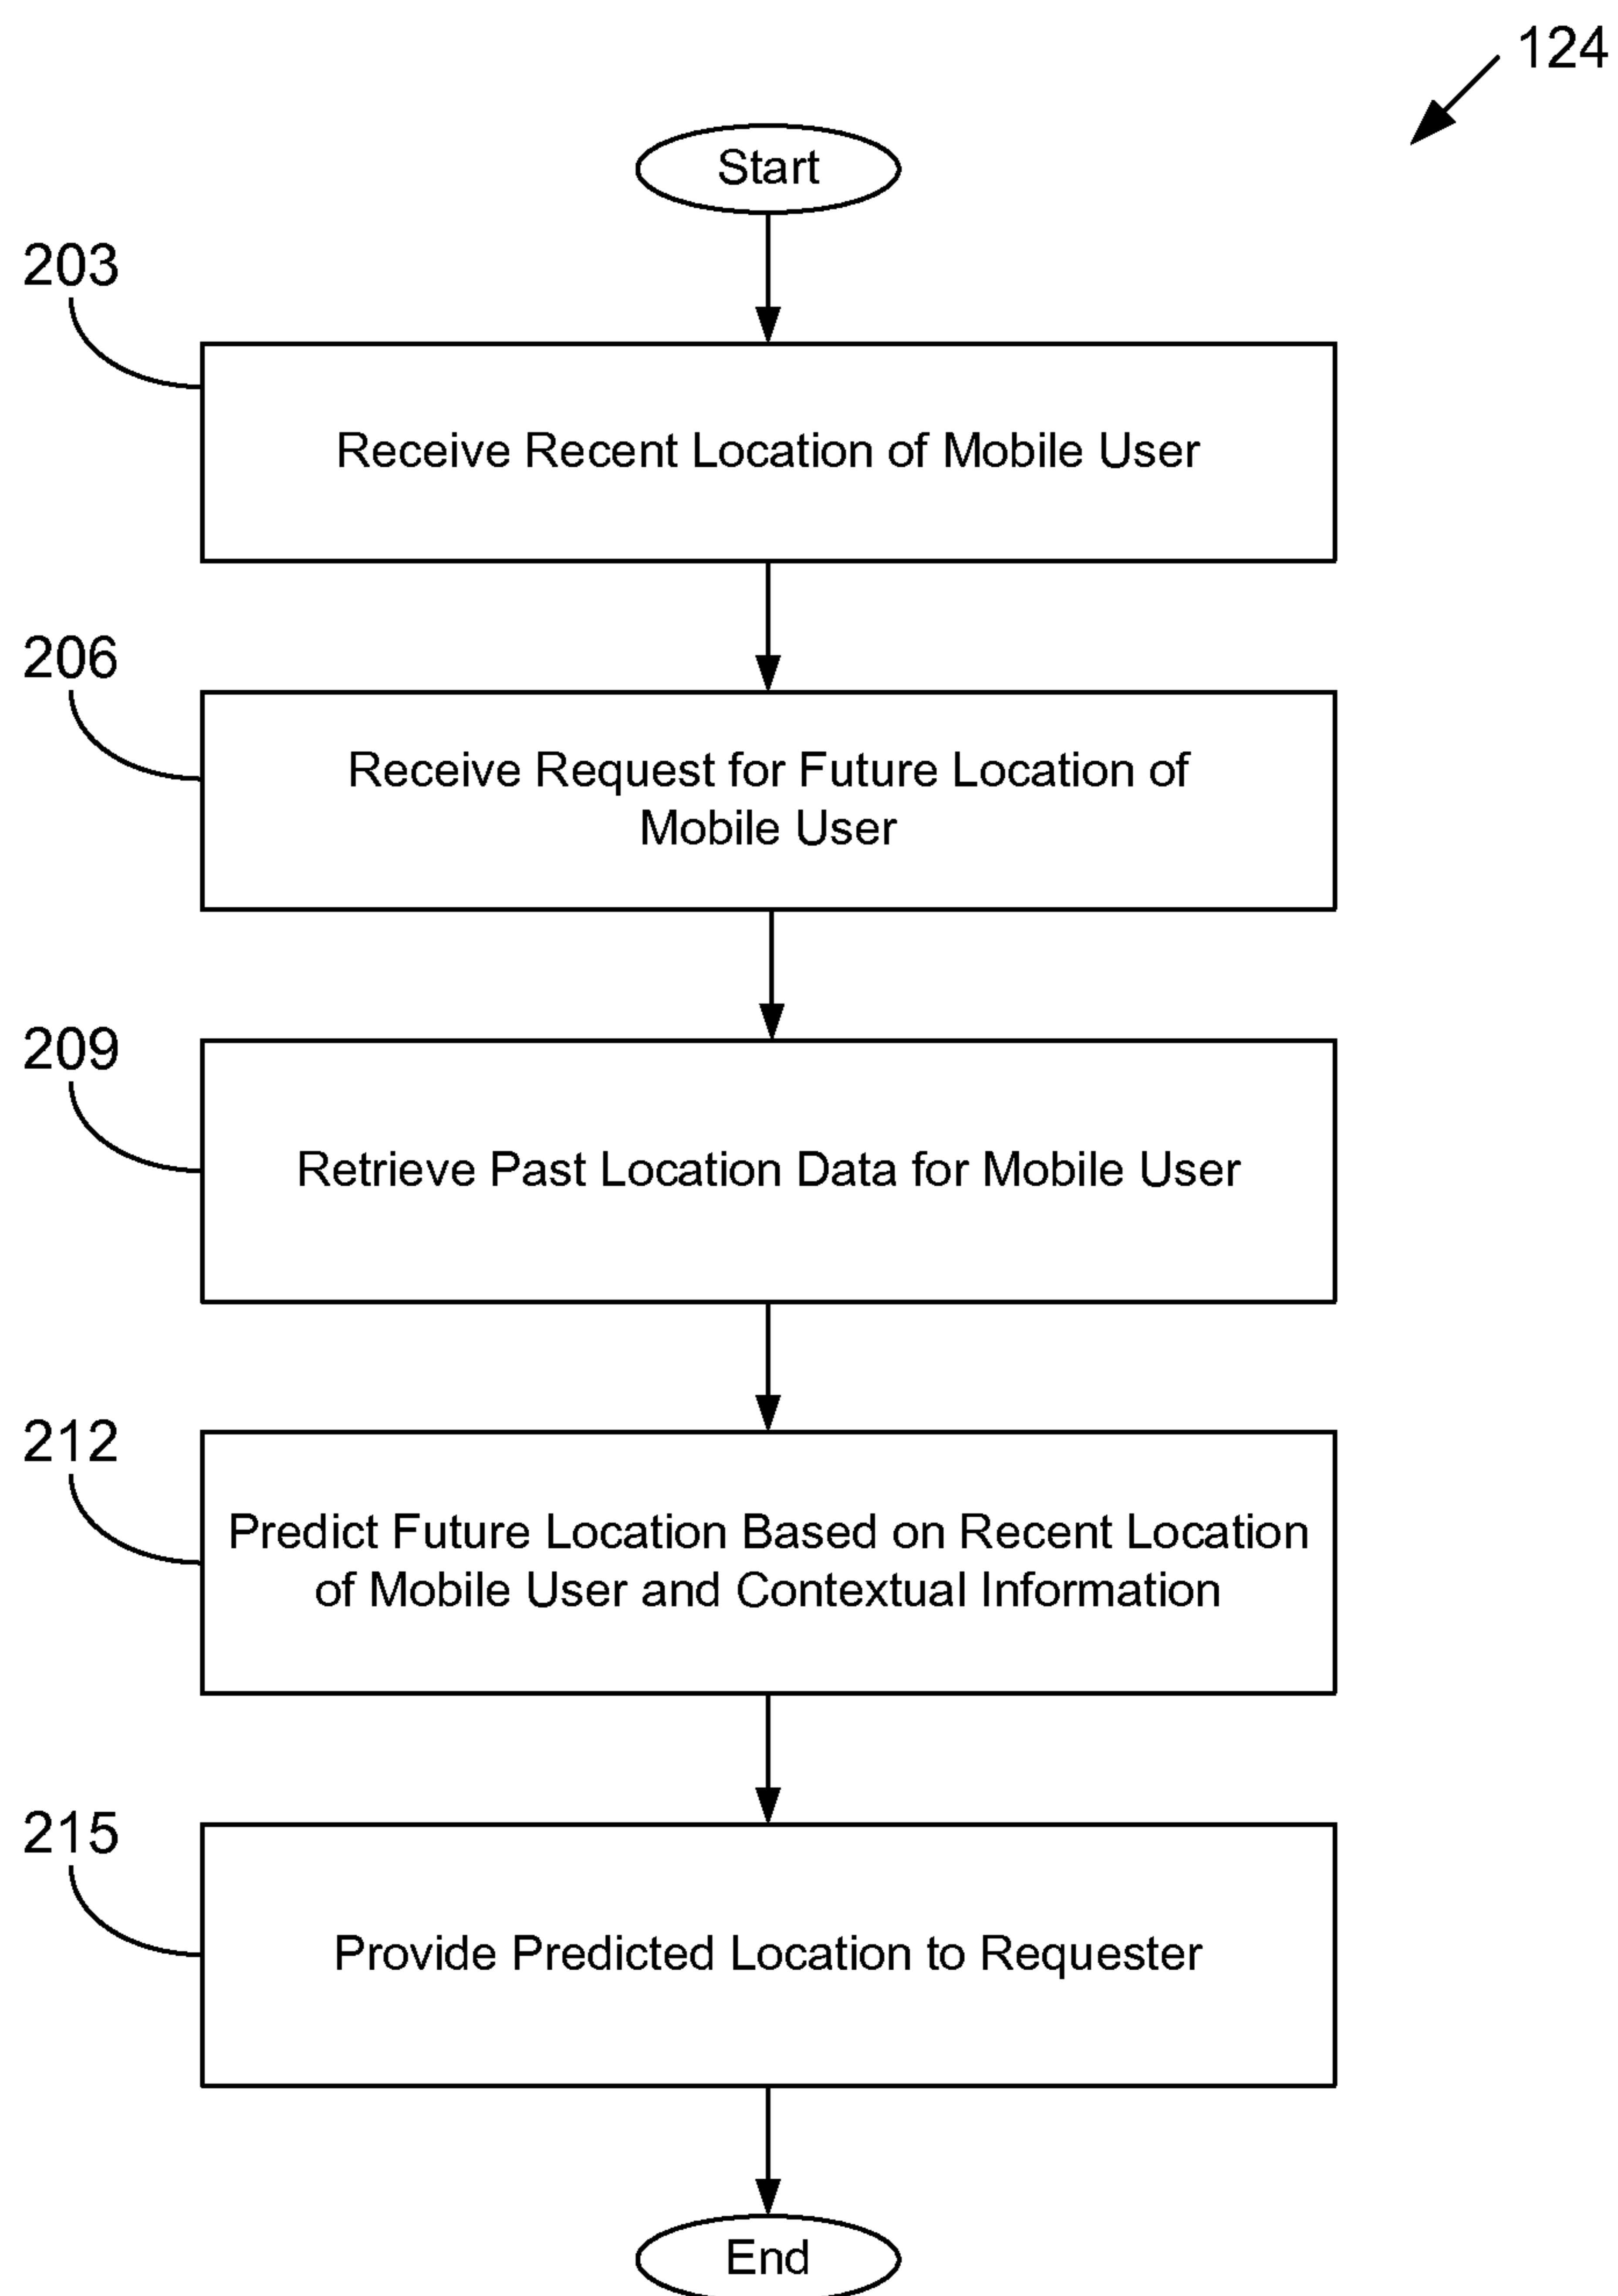 124
Start
203
Receive Recent Location of Mobile User
206
Receive Request for Future Location of
Mobile User
209
Retrieve Past Location Data for Mobile User
212
Predict Future Location Based on Recent Location
of Mobile User and Contextual Information
215
Provide Predicted Location to Requester
End